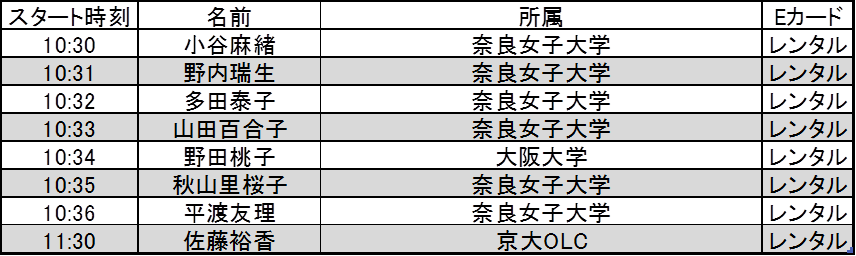 スタート時刻 名前 所属 Eカード
10:30 小谷麻緒 奈良女子大学 レンタル
10:31 野内瑞生 奈良女子大学 レンタル
10:32 多田泰子 奈良女子大学 レンタル
10:33 山田百合子 奈良女子大学 レンタル
10:34 野田桃子 大阪大学 レンタル
10:35 秋山里桜子 奈良女子大学 レンタル
10:36 平渡友理 奈良女子大学 レンタル
11:30 佐藤裕香 京大OLC レンタル